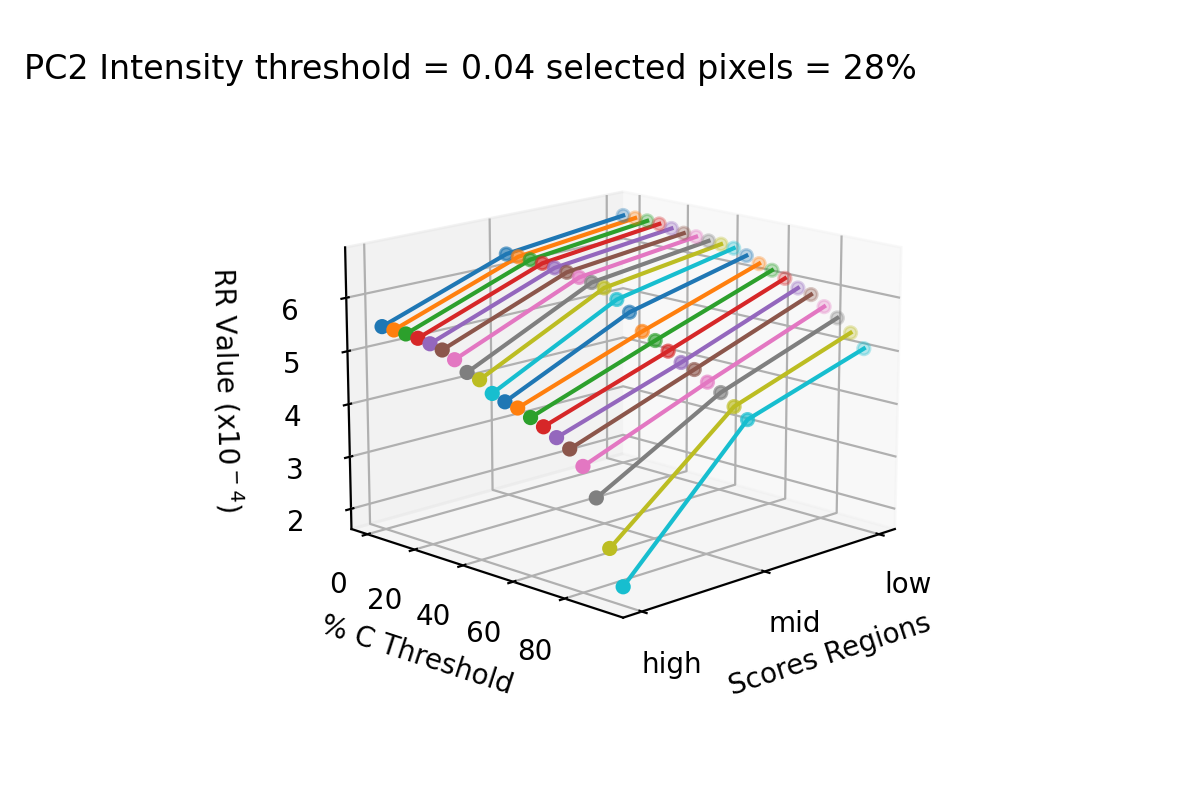 PC2 Intensity threshold = 0.04 selected pixels = 28%
RR Value (x10⁻⁴)
6
5
4
3
2
0
20
40
60
80
% C Threshold
high
mid
low
Scores Regions